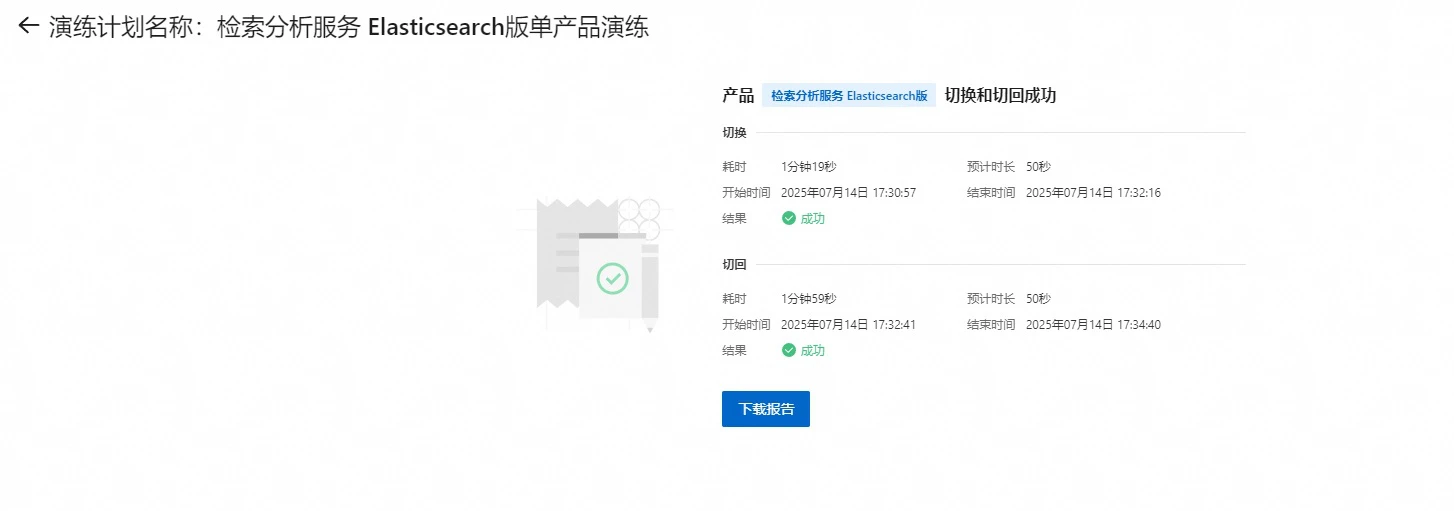 演练计划名称：检索分析服务 Elasticsearch版单产品演练
产品 检索分析服务 Elasticsearch版 切换和切回成功
切换
耗时 1分钟19秒 预计时长 50秒
开始时间 2025年07月14日 17:30:57 结束时间 2025年07月14日 17:32:16
结果 成功
切回
耗时 1分钟59秒 预计时长 50秒
开始时间 2025年07月14日 17:32:41 结束时间 2025年07月14日 17:34:40
结果 成功
下载报告